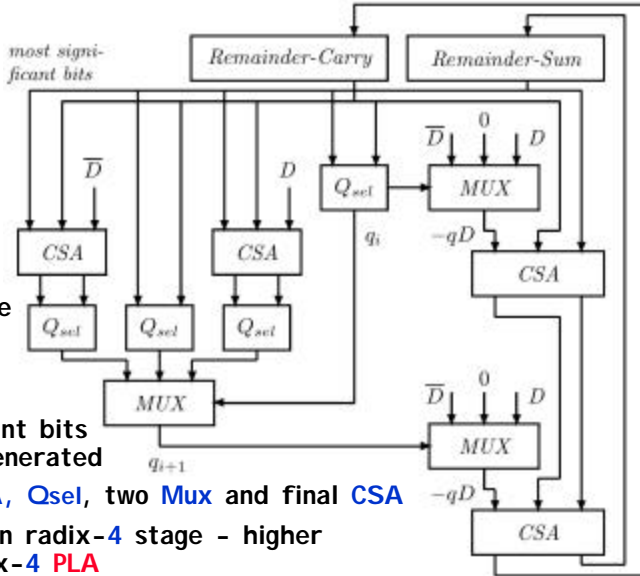 most signi-
ficant bits
Remainder-Carry
Remainder-Sum
D̅
D
Q_sel
D̅ 0 D
MUX
q_i
-qD
CSA
CSA
CSA
Q_sel
Q_sel
Q_sel
MUX
q_{i+1}
D̅ 0 D
MUX
-qD
CSA
nt bits
enerated
, Qsel, two Mux and final CSA
n radix-4 stage - higher
x-4 PLA